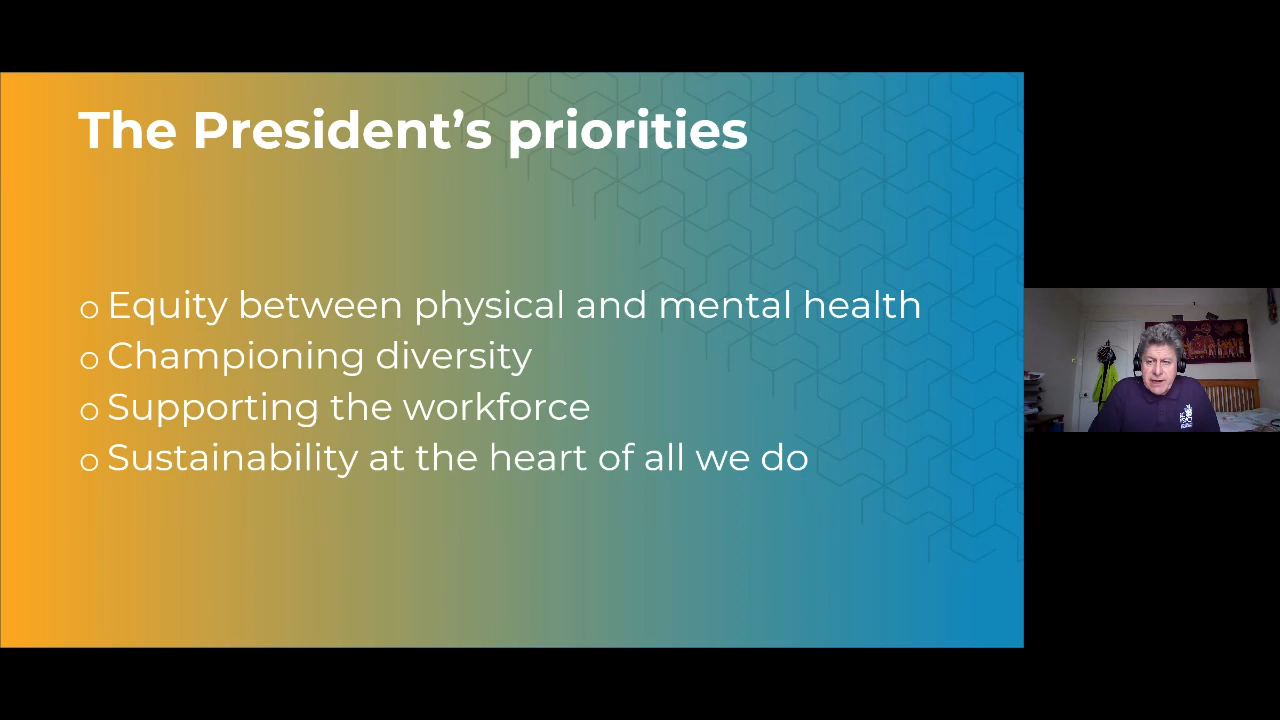 The President’s priorities
o Equity between physical and mental health
o Championing diversity
o Supporting the workforce
o Sustainability at the heart of all we do